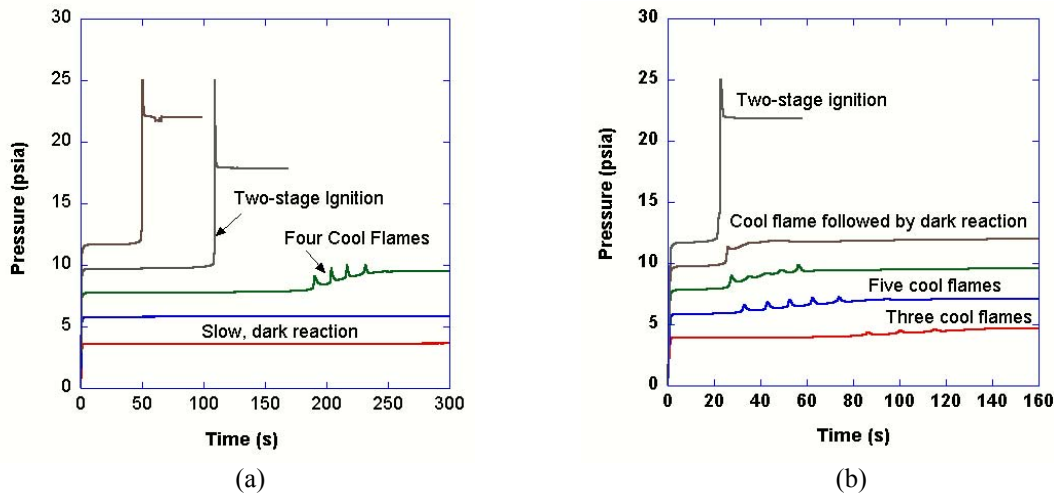 30
25
20
15
10
5
0
Pressure (psia)
Two-stage Ignition
Four Cool Flames
Slow, dark reaction
0 50 100 150 200 250 300
Time (s)
(a)
30
25
20
15
10
5
0
Pressure (psia)
Two-stage ignition
Cool flame followed by dark reaction
Five cool flames
Three cool flames
0 20 40 60 80 100 120 140 160
Time (s)
(b)